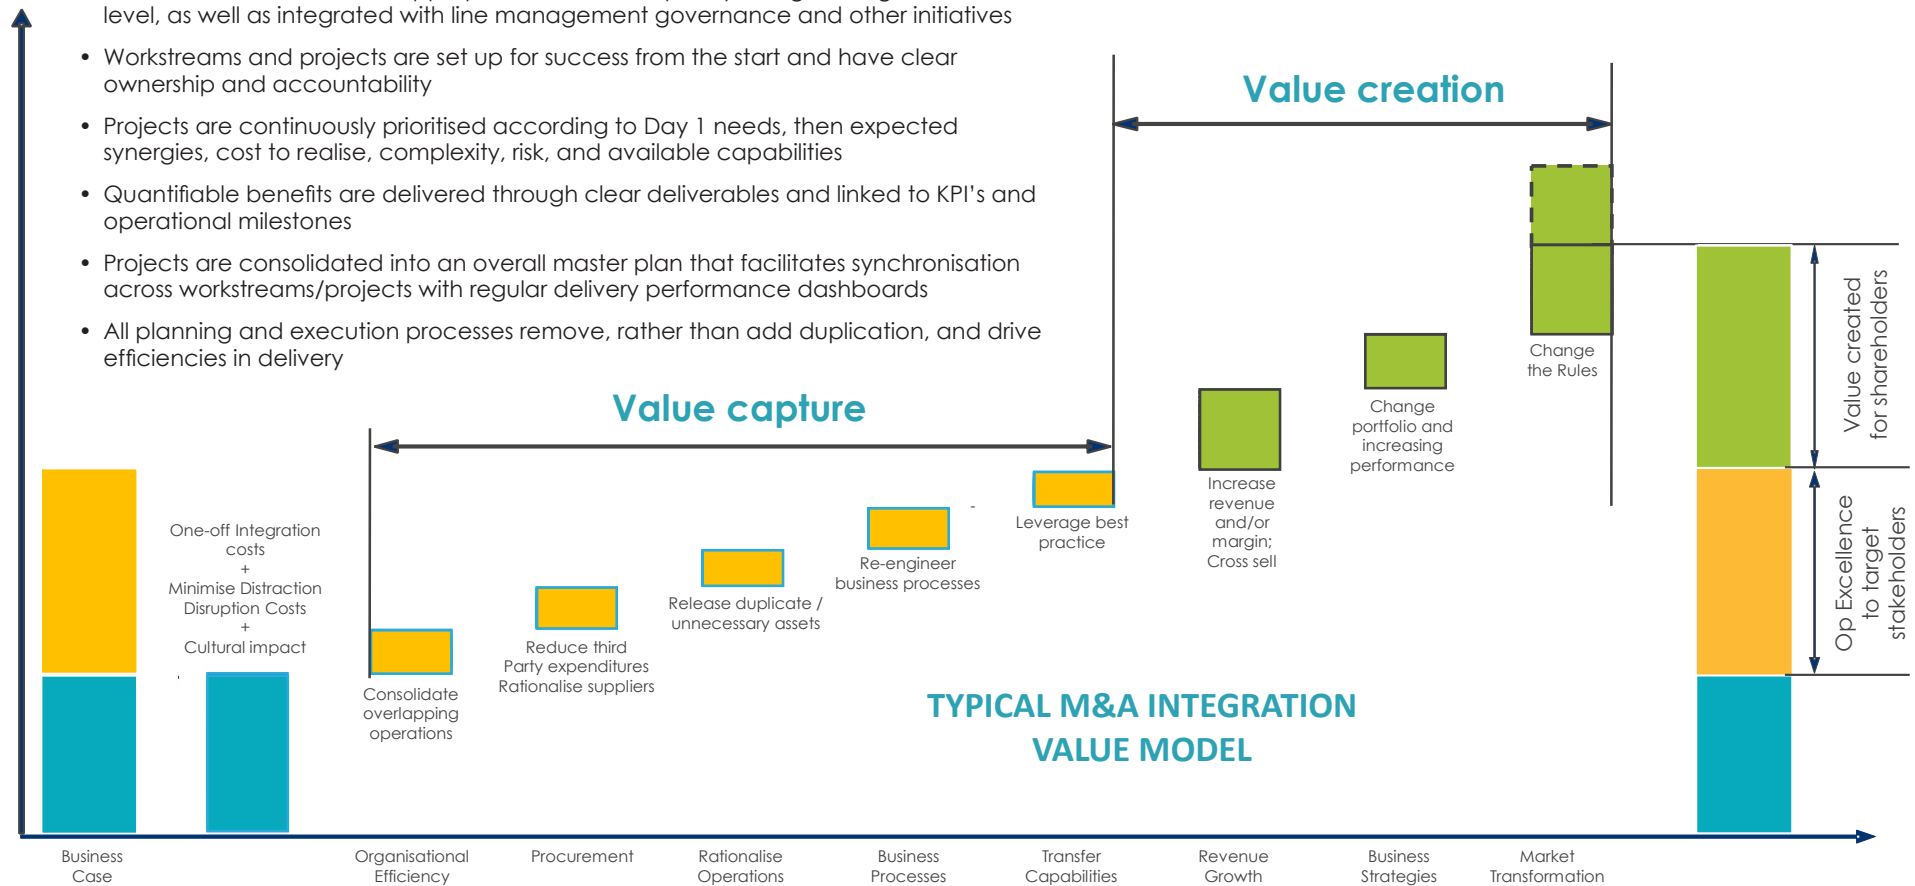 level, as well as integrated with line management governance and other initiatives
• Workstreams and projects are set up for success from the start and have clear
ownership and accountability
• Projects are continuously prioritised according to Day 1 needs, then expected
synergies, cost to realise, complexity, risk, and available capabilities
• Quantifiable benefits are delivered through clear deliverables and linked to KPI’s and
operational milestones
• Projects are consolidated into an overall master plan that facilitates synchronisation
across workstreams/projects with regular delivery performance dashboards
• All planning and execution processes remove, rather than add duplication, and drive
efficiencies in delivery
Value creation
Value capture
One-off Integration
costs
+
Minimise Distraction
Disruption Costs
+
Cultural impact
Consolidate
overlapping
operations
Reduce third
Party expenditures
Rationalise suppliers
Release duplicate /
unnecessary assets
Re-engineer
business processes
Leverage best
practice
Increase
revenue
and/or
margin;
Cross sell
Change
portfolio and
increasing
performance
Change
the Rules
Value created
for shareholders
Op Excellence
to target
stakeholders
TYPICAL M&A INTEGRATION
VALUE MODEL
Business
Case
Organisational
Efficiency
Procurement
Rationalise
Operations
Business
Processes
Transfer
Capabilities
Revenue
Growth
Business
Strategies
Market
Transformation